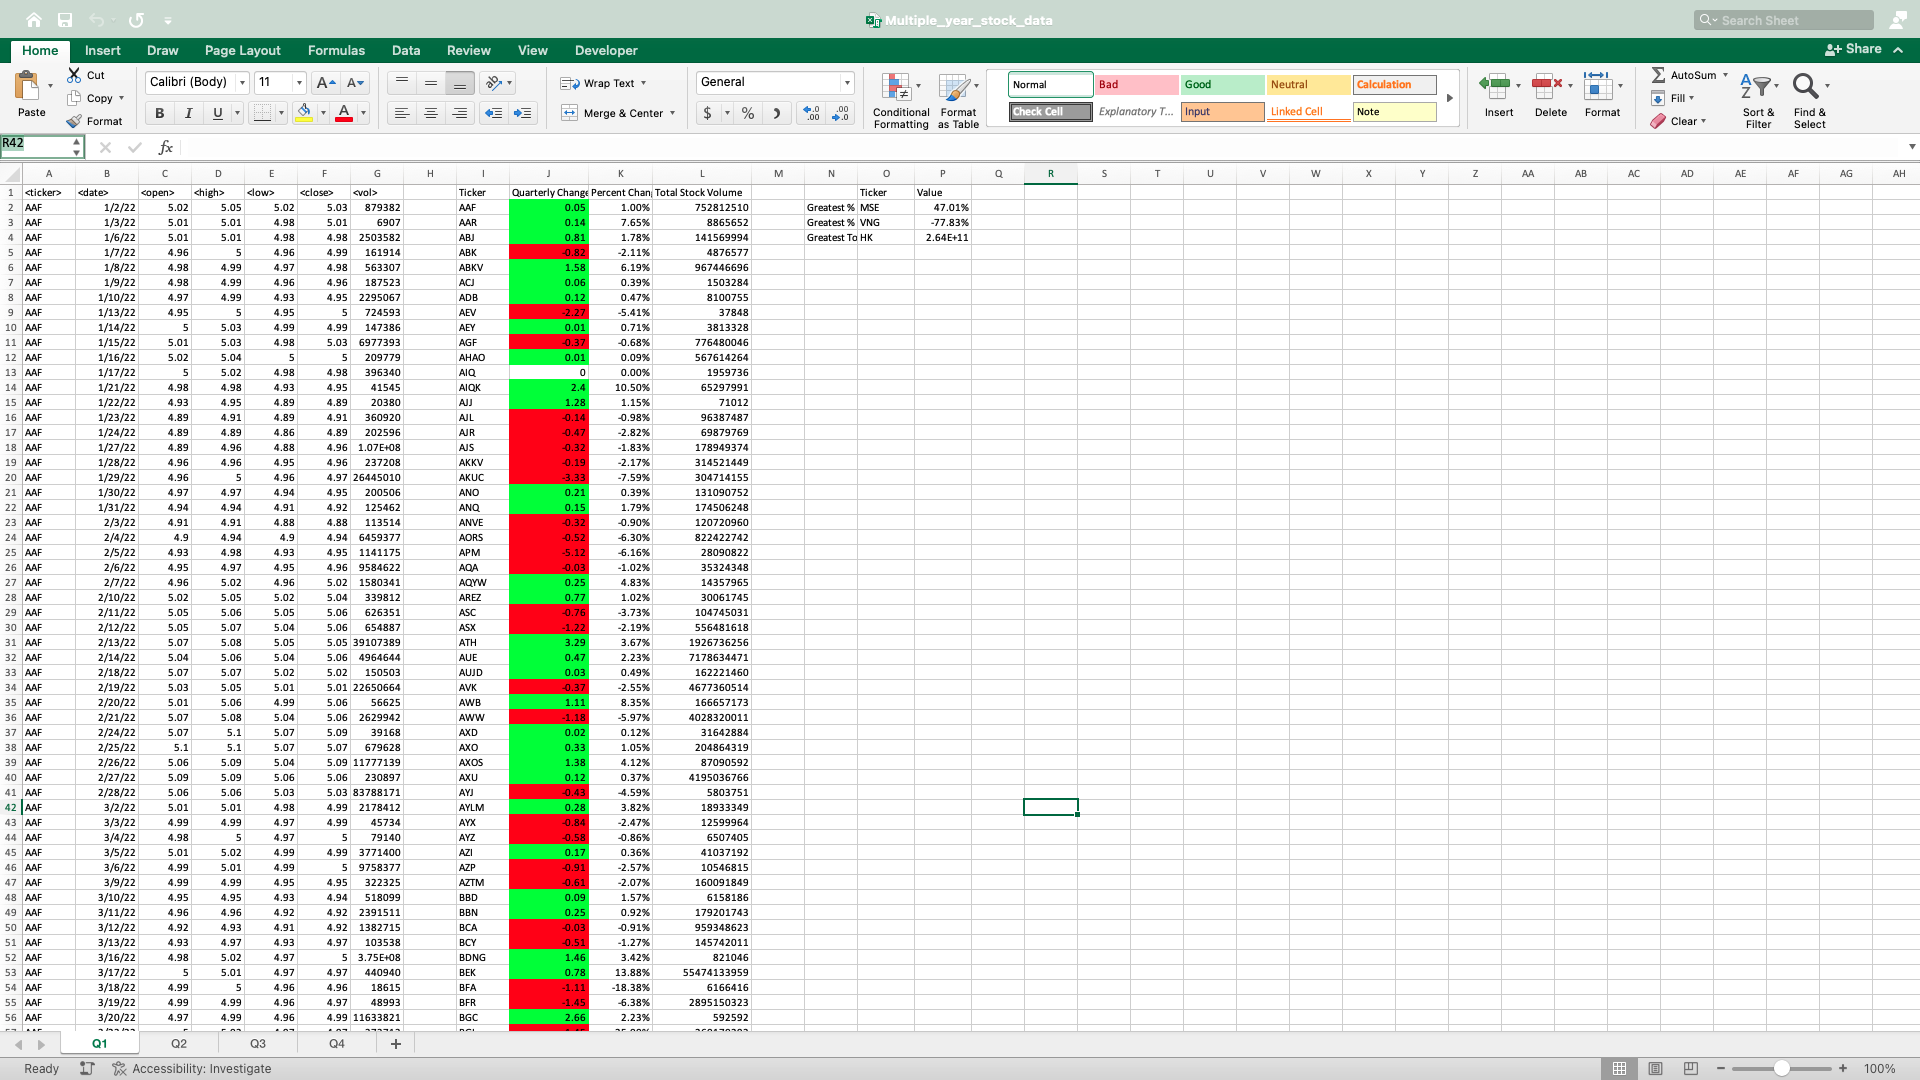 Multiple_year_stock_data
Search Sheet
Home Insert Draw Page Layout Formulas Data Review View Developer Share
Paste Cut Copy Format
Calibri (Body) 11 A A
B I U A
Wrap Text
Merge & Center
General
$ %
Conditional Formatting Format as Table
Normal Bad Good Neutral Calculation
Check Cell Explanatory T... Input Linked Cell Note
Insert Delete Format
AutoSum Fill Clear
Sort & Filter Find & Select
R42 fx
A B C D E F G H I J K L M N O P Q R S T U V W X Y Z AA AB AC AD AE AF AG AH
1 <ticker> <date> <open> <high> <low> <close> <vol> Ticker Quarterly Change Percent Chan Total Stock Volume Ticker Value
2 AAF 1/2/22 5.02 5.05 5.02 5.03 879382 AAF 0.05 1.00% 752812510 Greatest % MSE 47.01%
3 AAF 1/3/22 5.01 5.01 4.98 5.01 6907 AAR 0.14 7.65% 8865652 Greatest % VNG -77.83%
4 AAF 1/6/22 5.01 5.01 4.98 4.98 2503582 ABJ 0.81 1.78% 141569994 Greatest To HK 2.64E+11
5 AAF 1/7/22 4.96 5 4.96 4.99 161914 ABK -0.82 -2.11% 4876577
6 AAF 1/8/22 4.98 4.99 4.97 4.98 563307 ABKV 1.58 6.19% 967446696
7 AAF 1/9/22 4.98 4.99 4.96 4.96 187523 ACJ 0.06 0.39% 1503284
8 AAF 1/10/22 4.97 4.99 4.93 4.95 2295067 ADB 0.12 0.47% 8100755
9 AAF 1/13/22 4.95 5 4.95 5 724593 AEV -2.27 -5.41% 37848
10 AAF 1/14/22 5 5.03 4.99 4.99 147386 AEY 0.01 0.71% 3813328
11 AAF 1/15/22 5.01 5.03 4.98 5.03 6977393 AGF -0.37 -0.68% 776480046
12 AAF 1/16/22 5.02 5.04 5 5 209779 AHAO 0.01 0.09% 567614264
13 AAF 1/17/22 5 5.02 4.98 4.98 396340 AIQ 0 0.00% 1959736
14 AAF 1/21/22 4.98 4.98 4.93 4.95 41545 AIQK 2.4 10.50% 65297991
15 AAF 1/22/22 4.93 4.95 4.89 4.89 20380 AJJ 1.28 1.15% 71012
16 AAF 1/23/22 4.89 4.91 4.89 4.91 360920 AJL -0.14 -0.98% 96387487
17 AAF 1/24/22 4.89 4.89 4.86 4.89 202596 AJR -0.47 -2.82% 69879769
18 AAF 1/27/22 4.89 4.96 4.88 4.96 1.07E+08 AJS -0.32 -1.83% 178949374
19 AAF 1/28/22 4.96 4.96 4.95 4.96 237208 AKKV -0.19 -2.17% 314521449
20 AAF 1/29/22 4.96 5 4.96 4.97 26445010 AKUC -3.33 -7.59% 304714155
21 AAF 1/30/22 4.97 4.97 4.94 4.95 200506 ANO 0.21 0.39% 131090752
22 AAF 1/31/22 4.94 4.94 4.91 4.92 125462 ANQ 0.15 1.79% 174506248
23 AAF 2/3/22 4.91 4.91 4.88 4.88 113514 ANVE -0.32 -0.90% 120720960
24 AAF 2/4/22 4.9 4.94 4.9 4.94 6459377 AORS -0.52 -6.30% 822422742
25 AAF 2/5/22 4.93 4.98 4.93 4.95 1141175 APM -5.12 -6.16% 28090822
26 AAF 2/6/22 4.95 4.97 4.95 4.96 9584622 AQA -0.03 -1.02% 35324348
27 AAF 2/7/22 4.96 5.02 4.96 5.02 1580341 AQYW 0.25 4.83% 14357965
28 AAF 2/10/22 5.02 5.05 5.02 5.04 339812 AREZ 0.77 1.02% 30061745
29 AAF 2/11/22 5.05 5.06 5.05 5.06 626351 ASC -0.76 -3.73% 104745031
30 AAF 2/12/22 5.05 5.07 5.04 5.06 654887 ASX -1.22 -2.19% 556481618
31 AAF 2/13/22 5.07 5.08 5.05 5.05 39107389 ATH 3.29 3.67% 1926736256
32 AAF 2/14/22 5.04 5.06 5.04 5.06 4964644 AUE 0.47 2.23% 7178634471
33 AAF 2/18/22 5.07 5.07 5.02 5.02 150503 AUJD 0.03 0.49% 162221460
34 AAF 2/19/22 5.03 5.05 5.01 5.01 22650664 AVK -0.37 -2.55% 4677360514
35 AAF 2/20/22 5.01 5.06 4.99 5.06 56625 AWB 1.11 8.35% 166657173
36 AAF 2/21/22 5.07 5.08 5.04 5.06 2629942 AWW -1.18 -5.97% 4028320011
37 AAF 2/24/22 5.07 5.1 5.07 5.09 39168 AXD 0.02 0.12% 31642884
38 AAF 2/25/22 5.1 5.1 5.07 5.07 679628 AXO 0.33 1.05% 204864319
39 AAF 2/26/22 5.06 5.09 5.04 5.09 11777139 AXOS 1.38 4.12% 87090592
40 AAF 2/27/22 5.09 5.09 5.06 5.06 230897 AXU 0.12 0.37% 4195036766
41 AAF 2/28/22 5.06 5.06 5.03 5.03 83788171 AYJ -0.43 -4.59% 5803751
42 AAF 3/2/22 5.01 5.01 4.98 4.99 2178412 AYLM 0.28 3.82% 18933349
43 AAF 3/3/22 4.99 4.99 4.97 4.99 45734 AYX -0.84 -2.47% 12599964
44 AAF 3/4/22 4.98 5 4.97 5 79140 AYZ -0.58 -0.86% 6507405
45 AAF 3/5/22 5.01 5.02 4.99 4.99 3771400 AZI 0.17 0.36% 41037192
46 AAF 3/6/22 4.99 5.01 4.99 5 9758377 AZP -0.91 -2.57% 10546815
47 AAF 3/9/22 4.99 4.99 4.95 4.95 322325 AZTM -0.61 -2.07% 160091849
48 AAF 3/10/22 4.95 4.95 4.93 4.94 518099 BBD 0.09 1.57% 6158186
49 AAF 3/11/22 4.96 4.96 4.92 4.92 2391511 BBN 0.25 0.92% 179201743
50 AAF 3/12/22 4.92 4.93 4.91 4.92 1382715 BCA -0.03 -0.91% 959348623
51 AAF 3/13/22 4.93 4.97 4.93 4.97 103538 BCY -0.51 -1.27% 145742011
52 AAF 3/16/22 4.98 5.02 4.97 5 3.75E+08 BDNG 1.46 3.42% 821046
53 AAF 3/17/22 5 5.01 4.97 4.97 440940 BEK 0.78 13.88% 55474133959
54 AAF 3/18/22 4.99 5 4.96 4.96 18615 BFA -1.11 -18.38% 6166416
55 AAF 3/19/22 4.99 4.99 4.96 4.97 48993 BFR -1.45 -6.38% 2895150323
56 AAF 3/20/22 4.97 4.99 4.96 4.99 11633821 BGC 2.66 2.23% 592592
Q1 Q2 Q3 Q4 +
Ready Accessibility: Investigate 100%